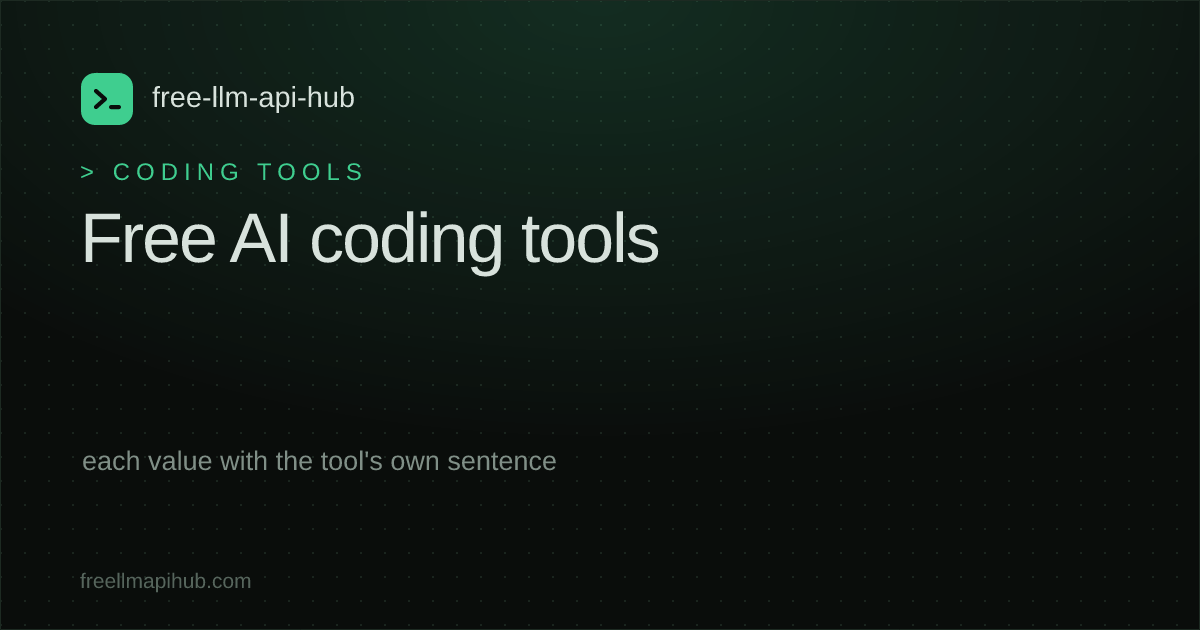 free-llm-api-hub
> CODING TOOLS
Free AI coding tools
each value with the tool's own sentence
freellmapihub.com